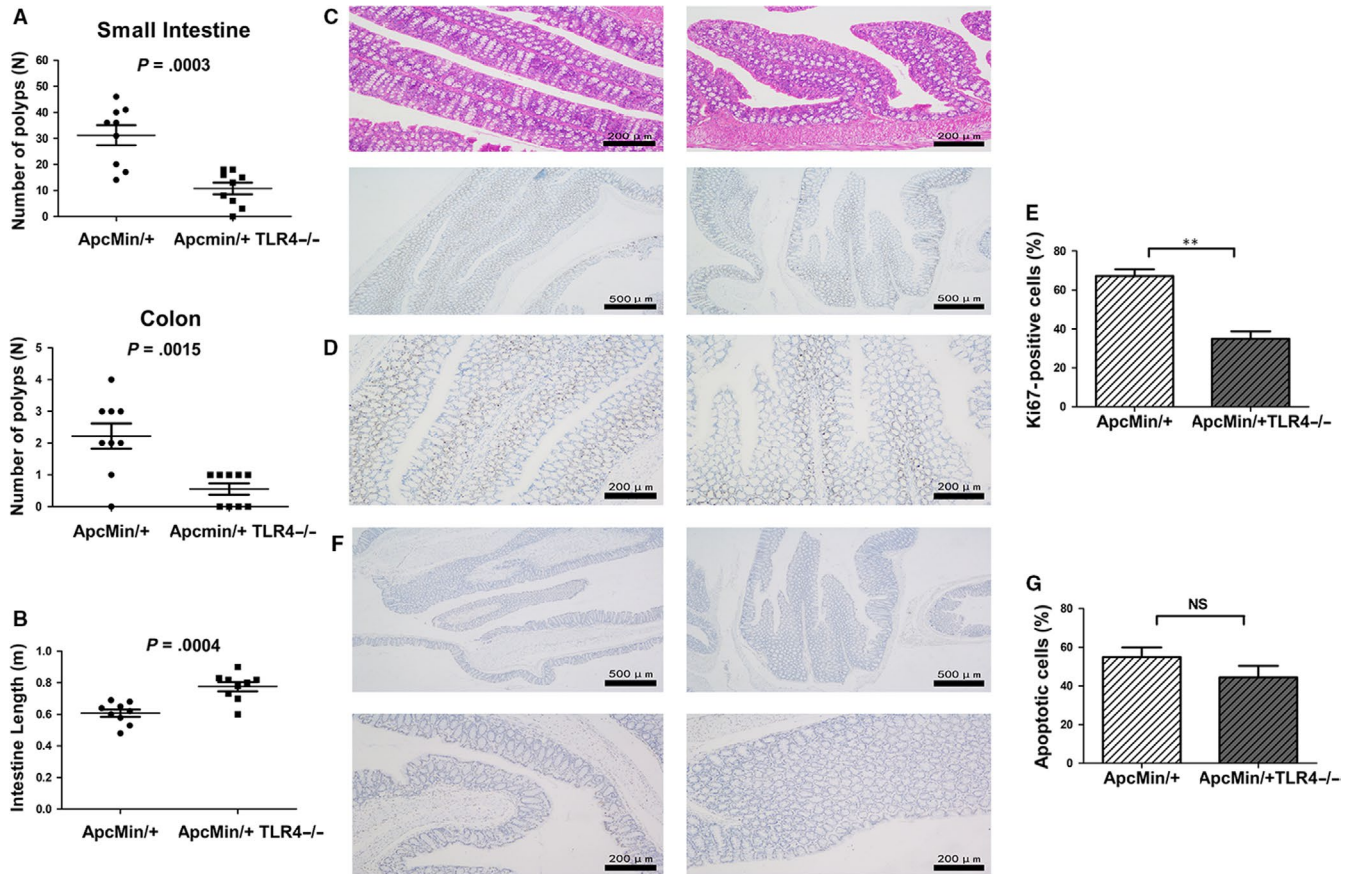 A
Small Intestine
P = .0003
Number of polyps (N)
60
50
40
30
20
10
0
ApcMin/+ Apcmin/+ TLR4–/–
Colon
P = .0015
Number of polyps (N)
5
4
3
2
1
0
ApcMin/+ Apcmin/+ TLR4–/–
B
P = .0004
Intestine Length (m)
1.0
0.8
0.6
0.4
0.2
0.0
ApcMin/+ ApcMin/+ TLR4–/–
C
200 μm
200 μm
500 μm
500 μm
D
200 μm
200 μm
E
**
Ki67-positive cells (%)
80
60
40
20
0
ApcMin/+ ApcMin/+TLR4–/–
F
500 μm
500 μm
200 μm
200 μm
G
NS
Apoptotic cells (%)
80
60
40
20
0
ApcMin/+ ApcMin/+TLR4–/–